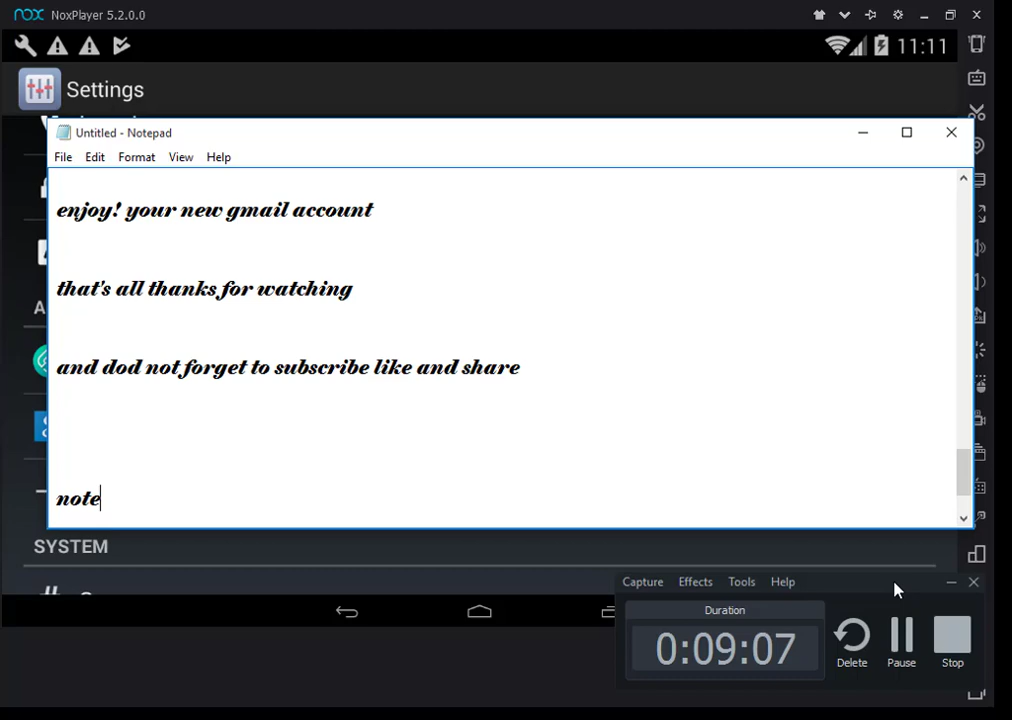 nox NoxPlayer 5.2.0.0
11:11
Settings
Untitled - Notepad
File Edit Format View Help
enjoy! your new gmail account
that's all thanks for watching
and dod not forget to subscribe like and share
note
SYSTEM
Capture Effects Tools Help
Duration
0:09:07
Delete Pause Stop